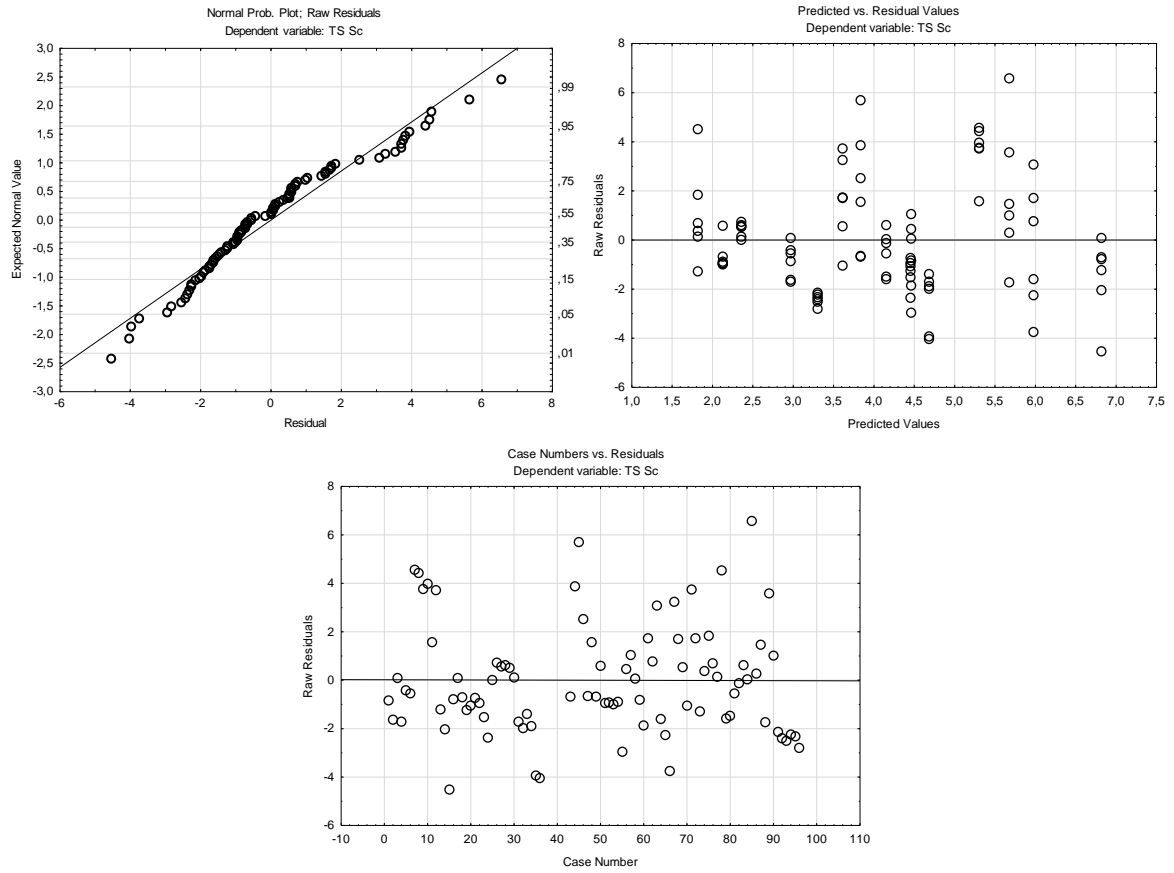 Normal Prob. Plot; Raw Residuals
Dependent variable: TS Sc
3,0
2,5
2,0
1,5
1,0
0,5
0,0
-0,5
-1,0
-1,5
-2,0
-2,5
-3,0
Expected Normal Value
,99
,95
,75
,55
,35
,15
,05
,01
-6 -4 -2 0 2 4 6 8
Residual
Predicted vs. Residual Values
Dependent variable: TS Sc
8
6
4
2
0
-2
-4
-6
Raw Residuals
1,0 1,5 2,0 2,5 3,0 3,5 4,0 4,5 5,0 5,5 6,0 6,5 7,0 7,5
Predicted Values
Case Numbers vs. Residuals
Dependent variable: TS Sc
8
6
4
2
0
-2
-4
-6
Raw Residuals
-10 0 10 20 30 40 50 60 70 80 90 100 110
Case Number